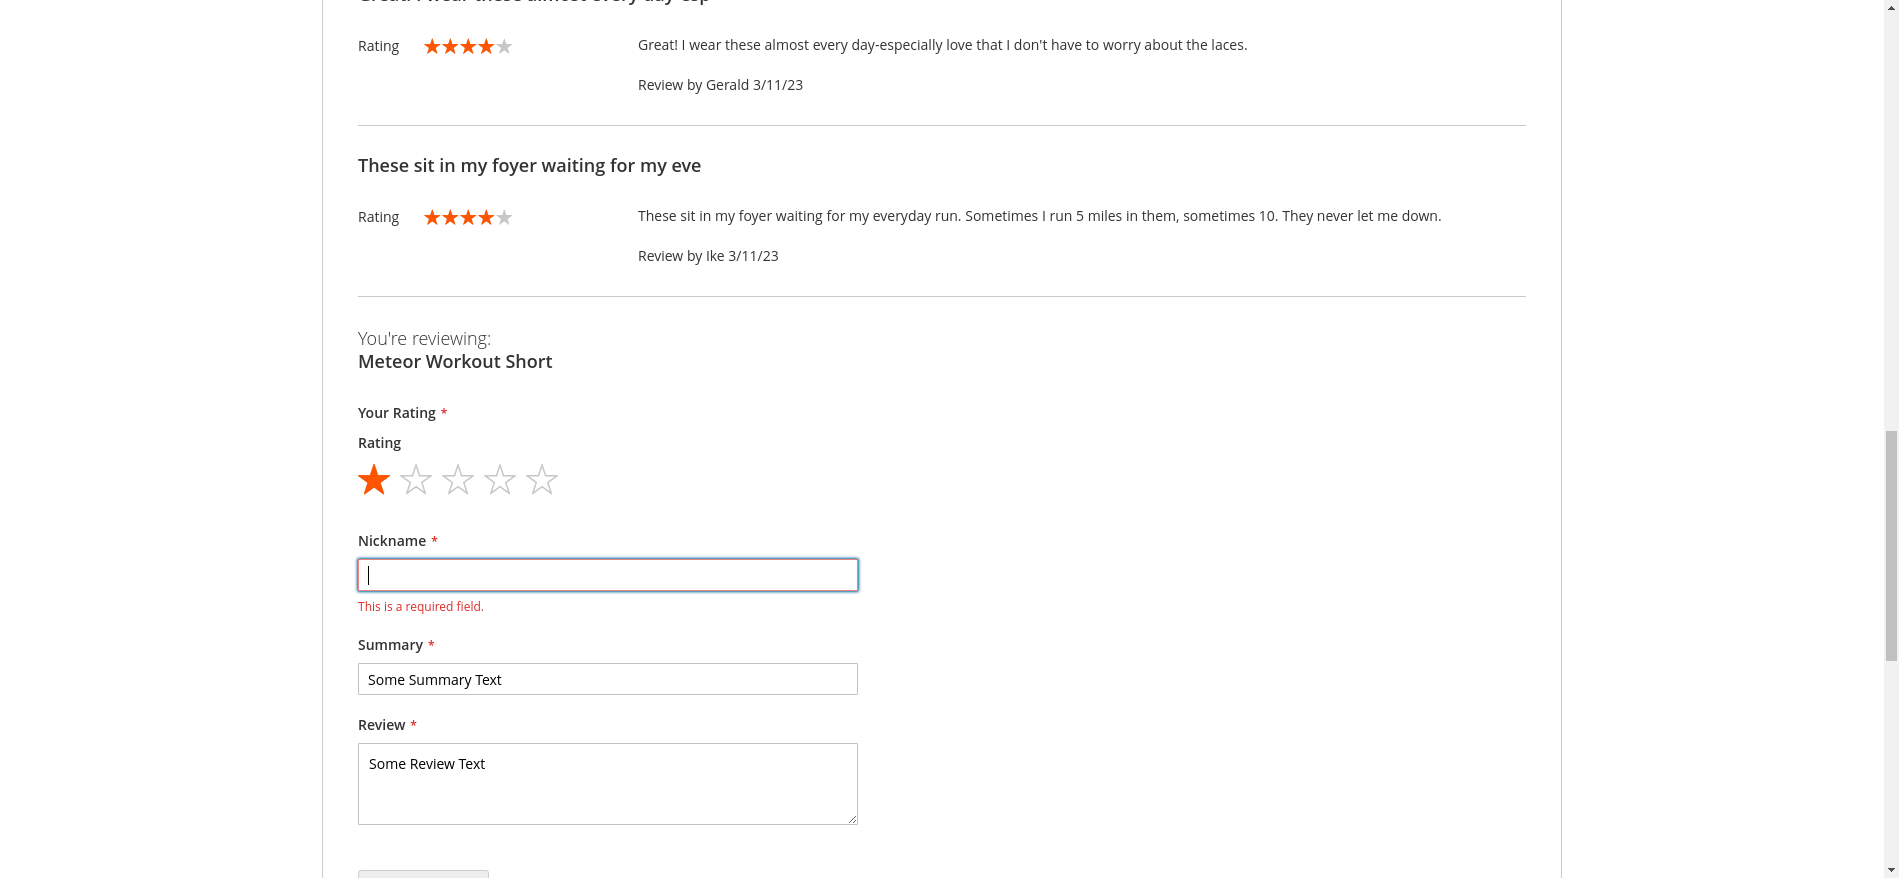 Rating
Great! I wear these almost every day-especially love that I don't have to worry about the laces.
Review by Gerald 3/11/23
These sit in my foyer waiting for my eve
Rating
These sit in my foyer waiting for my everyday run. Sometimes I run 5 miles in them, sometimes 10. They never let me down.
Review by Ike 3/11/23
You're reviewing:
Meteor Workout Short
Your Rating *
Rating
Nickname *
This is a required field.
Summary *
Some Summary Text
Review *
Some Review Text